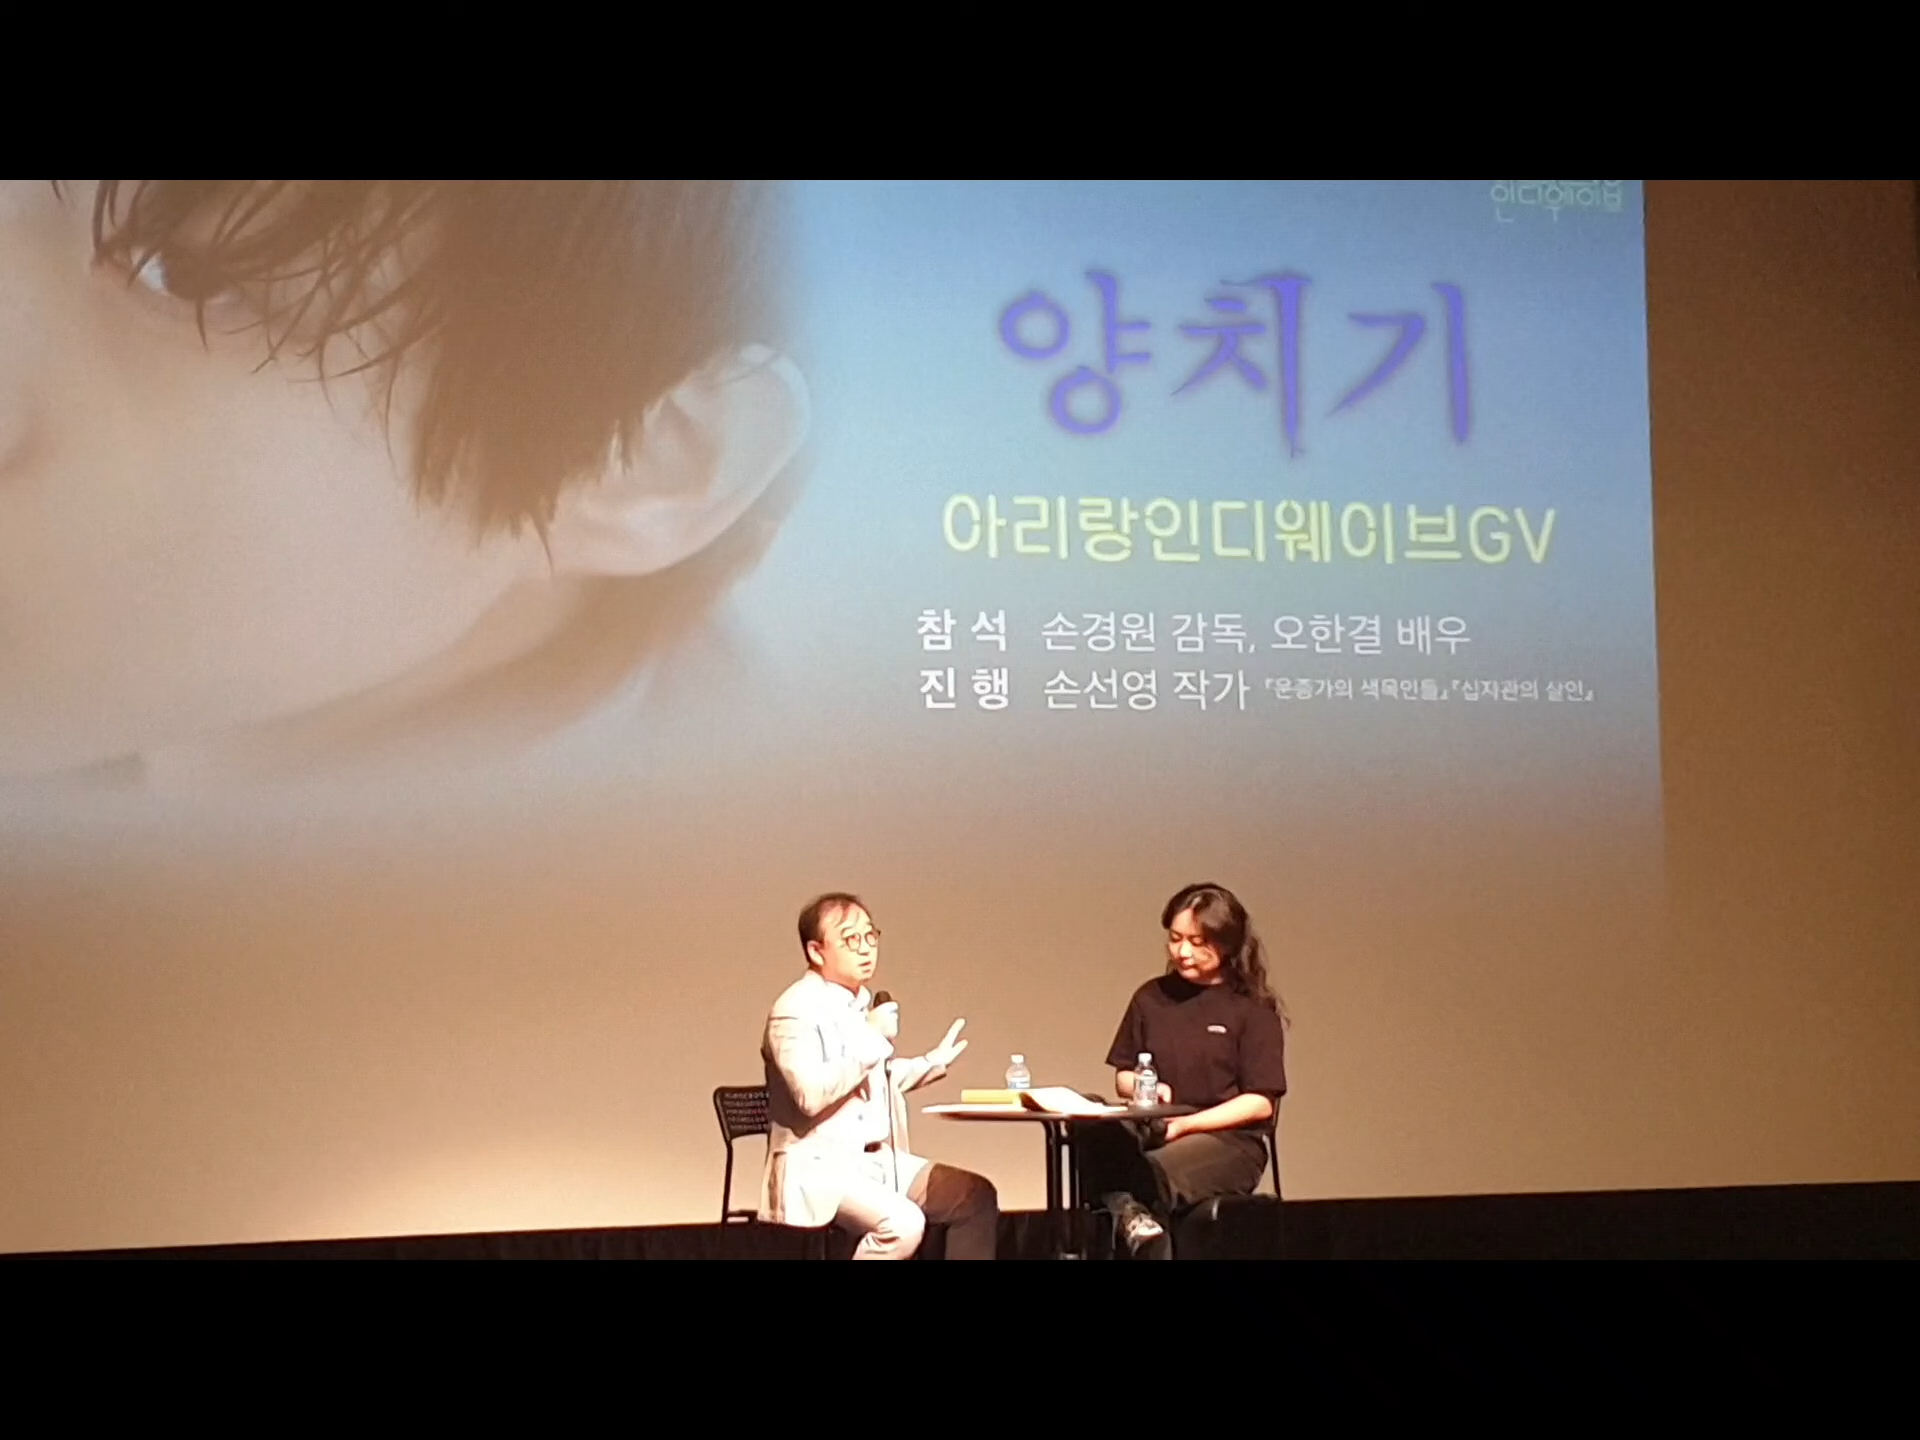 인디웨이브
양치기
아리랑인디웨이브GV
참 석 손경원 감독, 오한결 배우
진 행 손선영 작가 『운종가의 색목인들』『십자관의 살인』